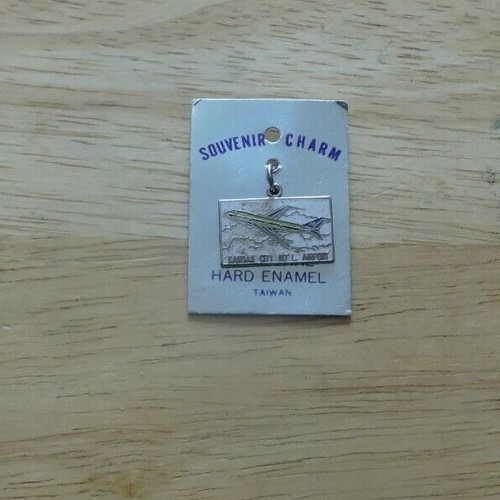 SOUVENIR CHARM
KANSAS CITY INT'L. AIRPORT
HARD ENAMEL
TAIWAN